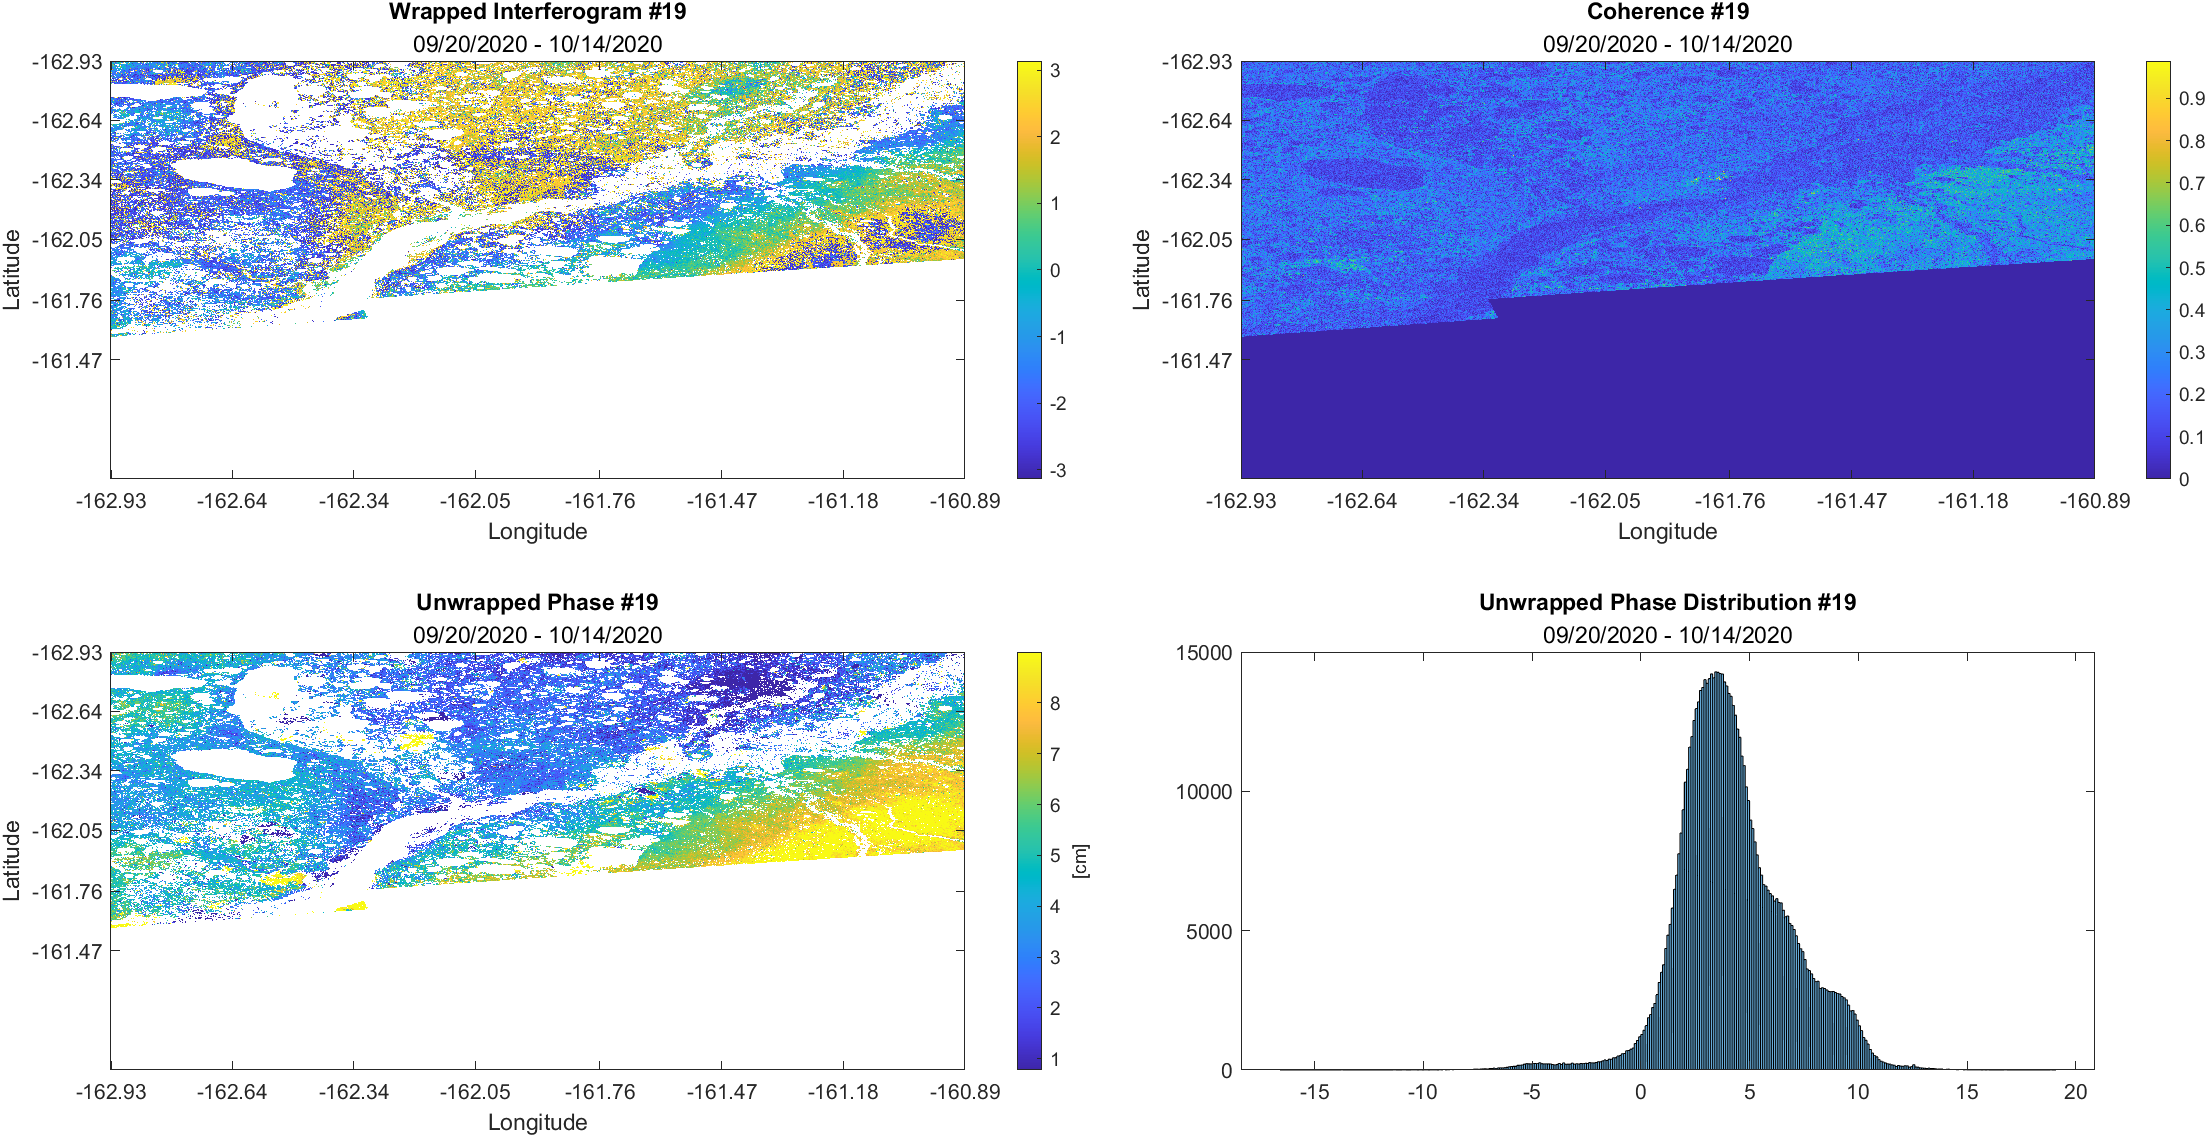 Wrapped Interferogram #19
09/20/2020 - 10/14/2020
-162.93
-162.64
-162.34
-162.05
-161.76
-161.47
Latitude
-162.93 -162.64 -162.34 -162.05 -161.76 -161.47 -161.18 -160.89
Longitude
3
2
1
0
-1
-2
-3
Coherence #19
09/20/2020 - 10/14/2020
-162.93
-162.64
-162.34
-162.05
-161.76
-161.47
Latitude
-162.93 -162.64 -162.34 -162.05 -161.76 -161.47 -161.18 -160.89
Longitude
0.9
0.8
0.7
0.6
0.5
0.4
0.3
0.2
0.1
0
Unwrapped Phase #19
09/20/2020 - 10/14/2020
-162.93
-162.64
-162.34
-162.05
-161.76
-161.47
Latitude
-162.93 -162.64 -162.34 -162.05 -161.76 -161.47 -161.18 -160.89
Longitude
8
7
6
5
4
3
2
1
[cm]
Unwrapped Phase Distribution #19
09/20/2020 - 10/14/2020
15000
10000
5000
0
-15 -10 -5 0 5 10 15 20